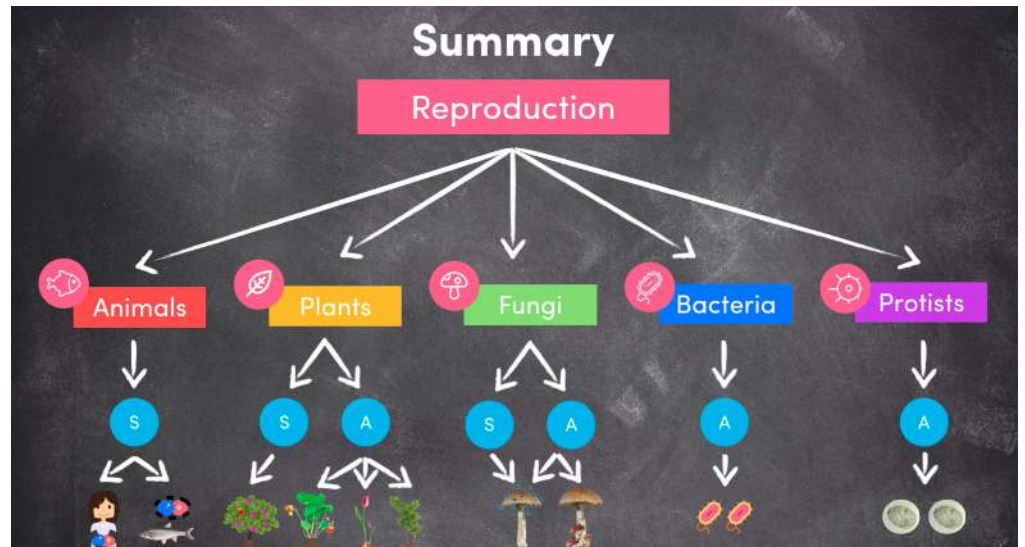 Summary
Reproduction
Animals
Plants
Fungi
Bacteria
Protists
S
S
A
S
A
A
A